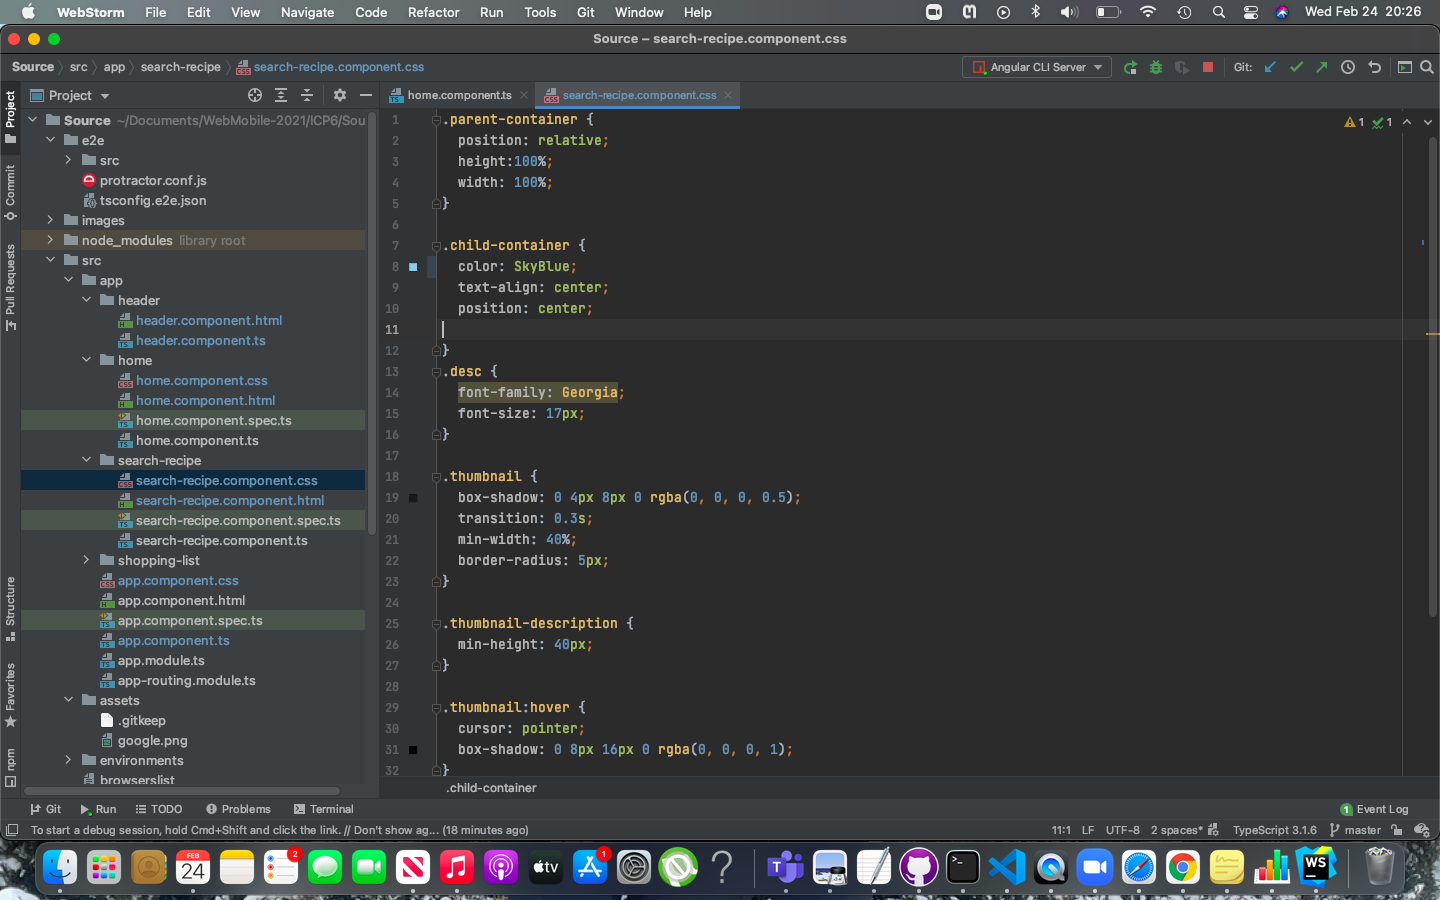 WebStorm File Edit View Navigate Code Refactor Run Tools Git Window Help Wed Feb 24 20:26
Source – search-recipe.component.css
Source src app search-recipe search-recipe.component.css Angular CLI Server Git:
Project
home.component.ts search-recipe.component.css
Project
Commit
Pull Requests
Structure
Favorites
npm
Source ~/Documents/WebMobile-2021/ICP6/Sou
e2e
src
protractor.conf.js
tsconfig.e2e.json
images
node_modules library root
src
app
header
header.component.html
header.component.ts
home
home.component.css
home.component.html
home.component.spec.ts
home.component.ts
search-recipe
search-recipe.component.css
search-recipe.component.html
search-recipe.component.spec.ts
search-recipe.component.ts
shopping-list
app.component.css
app.component.html
app.component.spec.ts
app.component.ts
app.module.ts
app-routing.module.ts
assets
.gitkeep
google.png
environments
browserslist
1 .parent-container {
2 position: relative;
3 height:100%;
4 width: 100%;
5 }
6
7 .child-container {
8 color: SkyBlue;
9 text-align: center;
10 position: center;
11
12 }
13 .desc {
14 font-family: Georgia;
15 font-size: 17px;
16 }
17
18 .thumbnail {
19 box-shadow: 0 4px 8px 0 rgba(0, 0, 0, 0.5);
20 transition: 0.3s;
21 min-width: 40%;
22 border-radius: 5px;
23 }
24
25 .thumbnail-description {
26 min-height: 40px;
27 }
28
29 .thumbnail:hover {
30 cursor: pointer;
31 box-shadow: 0 8px 16px 0 rgba(0, 0, 0, 1);
32 }
1 1
.child-container
Git Run TODO Problems Terminal 1 Event Log
To start a debug session, hold Cmd+Shift and click the link. // Don't show ag... (18 minutes ago) 11:1 LF UTF-8 2 spaces* TypeScript 3.1.6 master
FEB
24
2
tv
1
WS